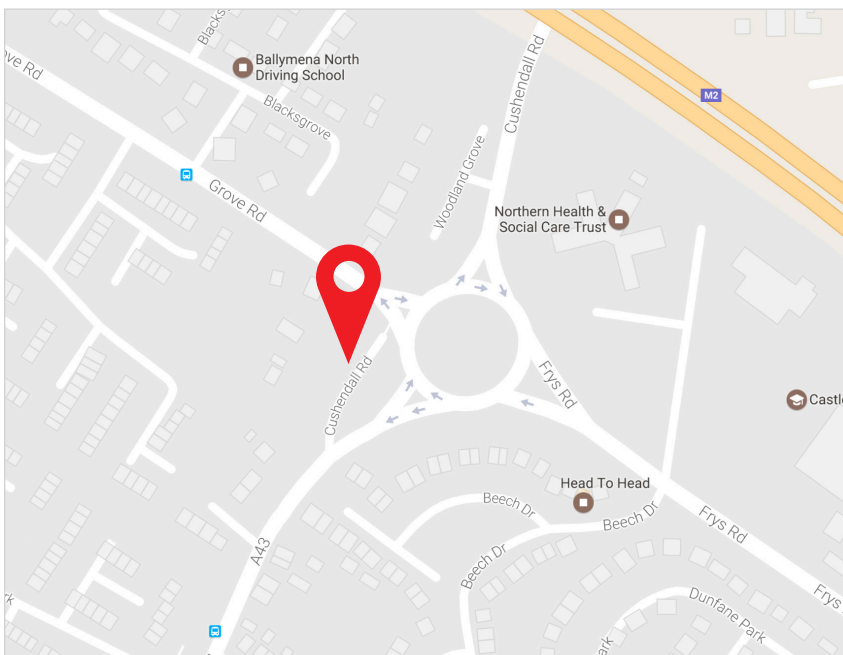 Blacks
Ballymena North
Driving School
ve Rd
Blacksgrove
Cushendall Rd
M2
Grove Rd
Woodland Grove
Northern Health &
Social Care Trust
Cushendall Rd
Frys Rd
Castle
Head To Head
Beech Dr
Beech Dr
Frys Rd
A43
Beech Dr
Frys
Dunfane Park
rk
ark